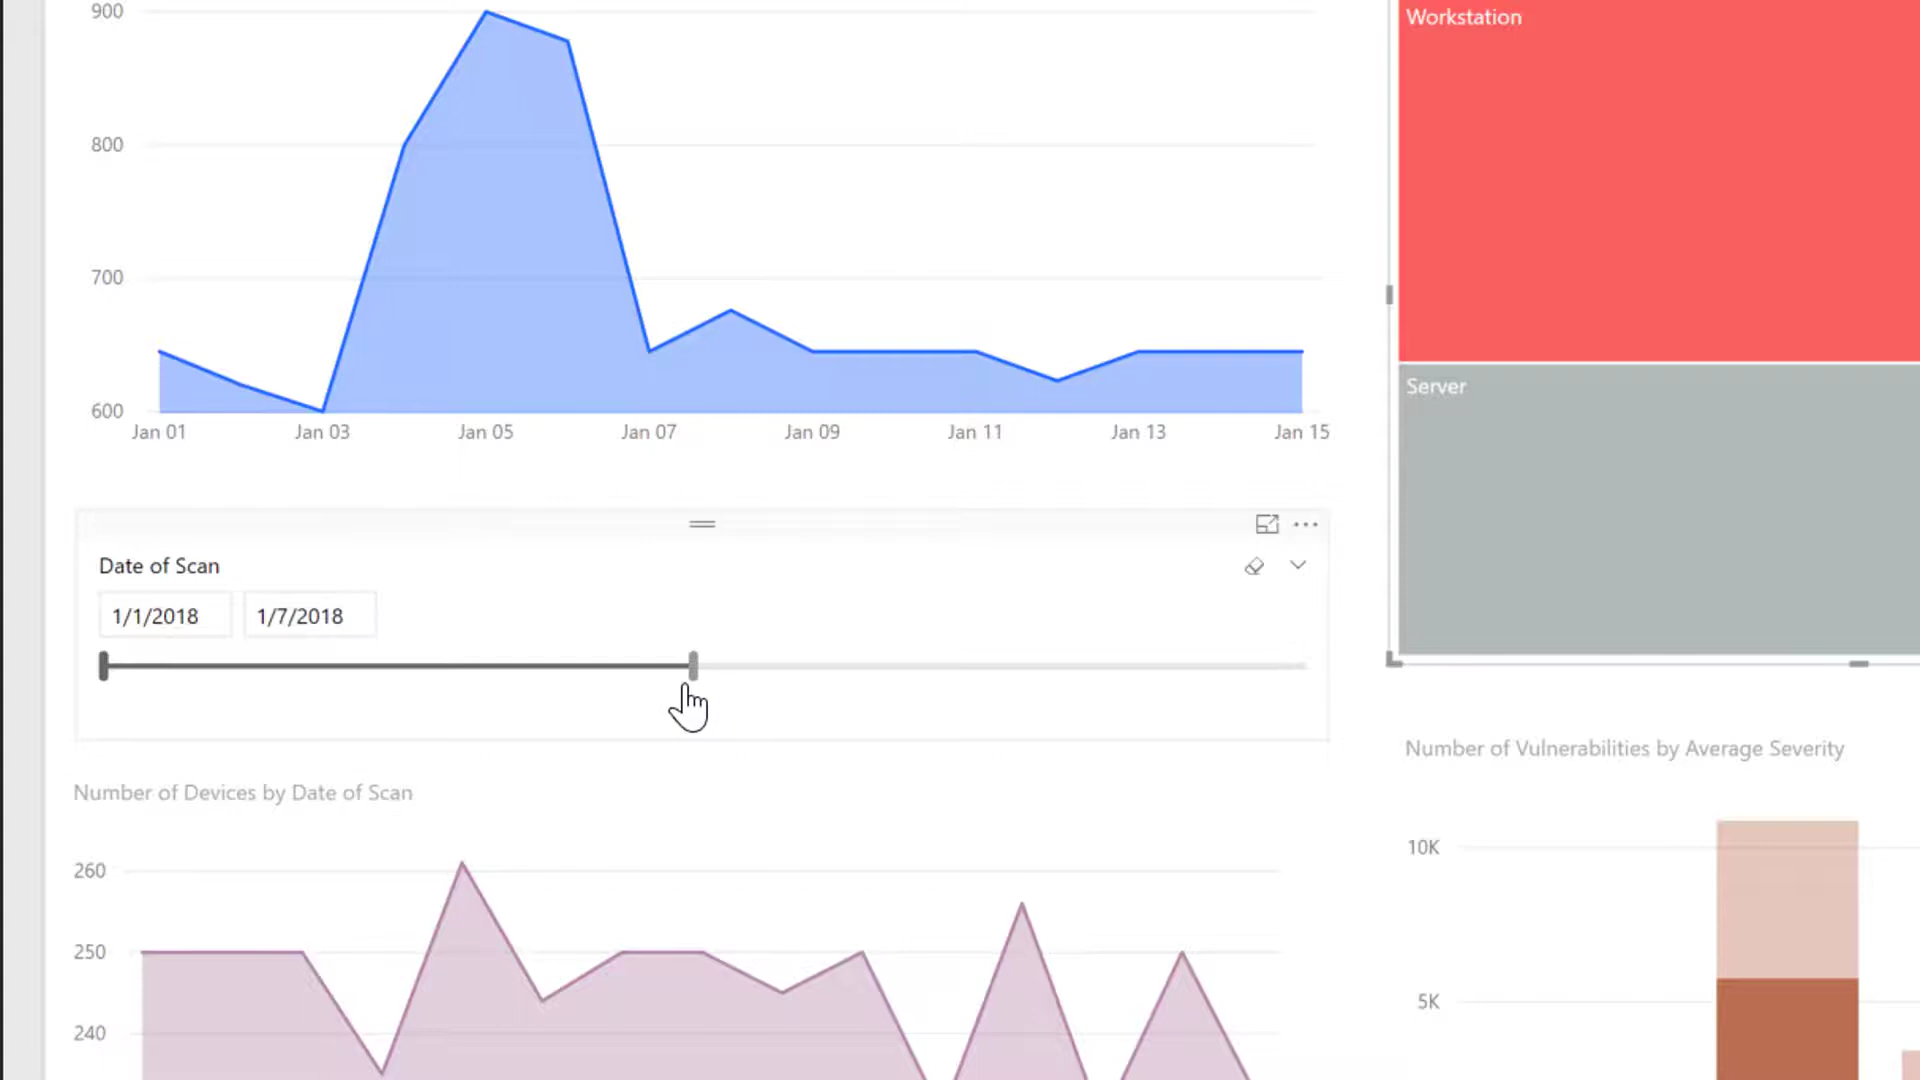 900
800
700
600
Jan 01 Jan 03 Jan 05 Jan 07 Jan 09 Jan 11 Jan 13 Jan 15
Workstation
Server
Date of Scan
1/1/2018 1/7/2018
Number of Devices by Date of Scan
260
250
240
Number of Vulnerabilities by Average Severity
10K
5K